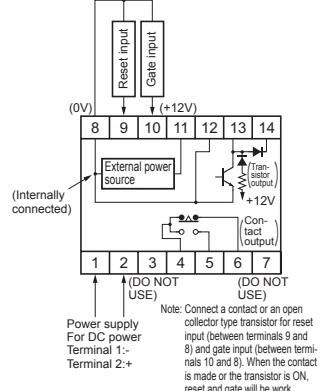 Reset input
Gate input
(0V)
(+12V)
8 9 10 11 12 13 14
External power
source
(Tran-
sistor
output)
+12V
(Internally
connected)
(Con-
tact
output)
1 2 3 4 5 6 7
(DO NOT
USE)
(DO NOT
USE)
Power supply
For DC power
Terminal 1:-
Terminal 2:+
Note: Connect a contact or an open
collector type transistor for reset
input (between terminals 9 and
8) and gate input (between termi-
nals 10 and 8). When the contact
is made or the transistor is ON,
reset and gate will be work